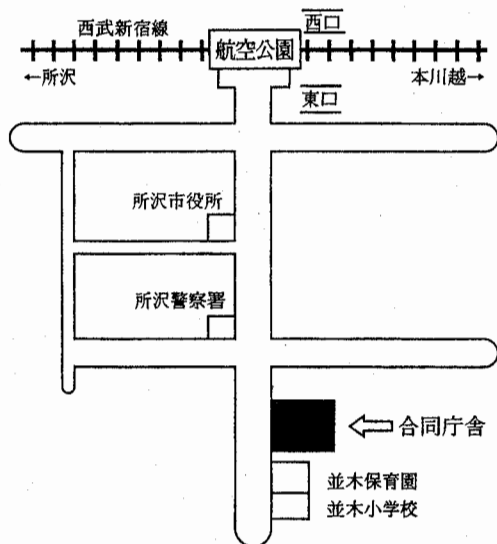 西武新宿線
航空公園
西口
←所沢
本川越→
東口
所沢市役所
所沢警察署
合同庁舎
並木保育園
並木小学校